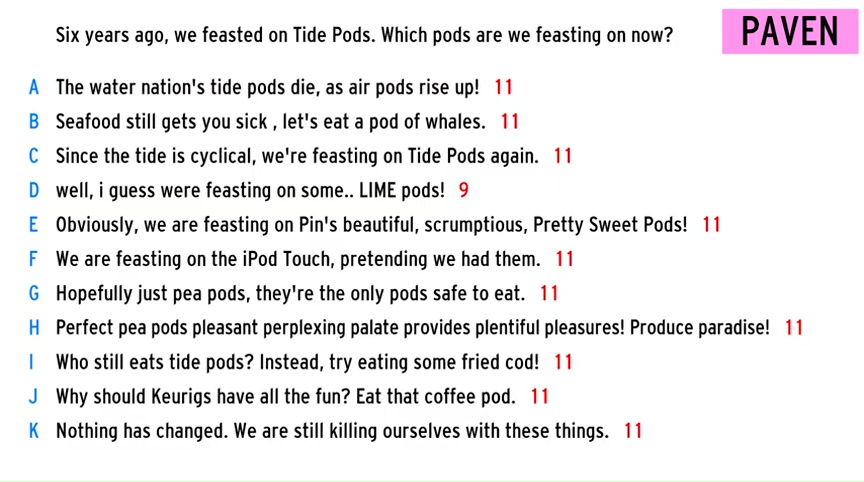 Six years ago, we feasted on Tide Pods. Which pods are we feasting on now?
PAVEN
A The water nation's tide pods die, as air pods rise up! 11
B Seafood still gets you sick , let's eat a pod of whales. 11
C Since the tide is cyclical, we're feasting on Tide Pods again. 11
D well, i guess were feasting on some.. LIME pods! 9
E Obviously, we are feasting on Pin's beautiful, scrumptious, Pretty Sweet Pods! 11
F We are feasting on the iPod Touch, pretending we had them. 11
G Hopefully just pea pods, they're the only pods safe to eat. 11
H Perfect pea pods pleasant perplexing palate provides plentiful pleasures! Produce paradise! 11
I Who still eats tide pods? Instead, try eating some fried cod! 11
J Why should Keurigs have all the fun? Eat that coffee pod. 11
K Nothing has changed. We are still killing ourselves with these things. 11